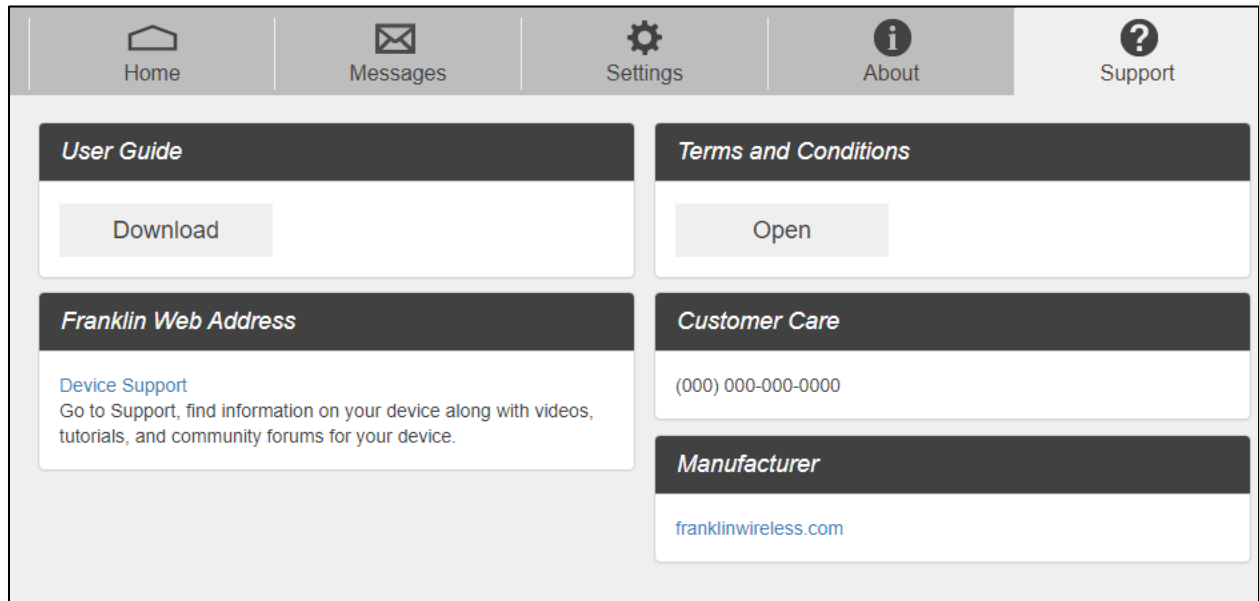 Home
Messages
Settings
About
Support
User Guide
Download
Terms and Conditions
Open
Franklin Web Address
Device Support
Go to Support, find information on your device along with videos,
tutorials, and community forums for your device.
Customer Care
(000) 000-000-0000
Manufacturer
franklinwireless.com